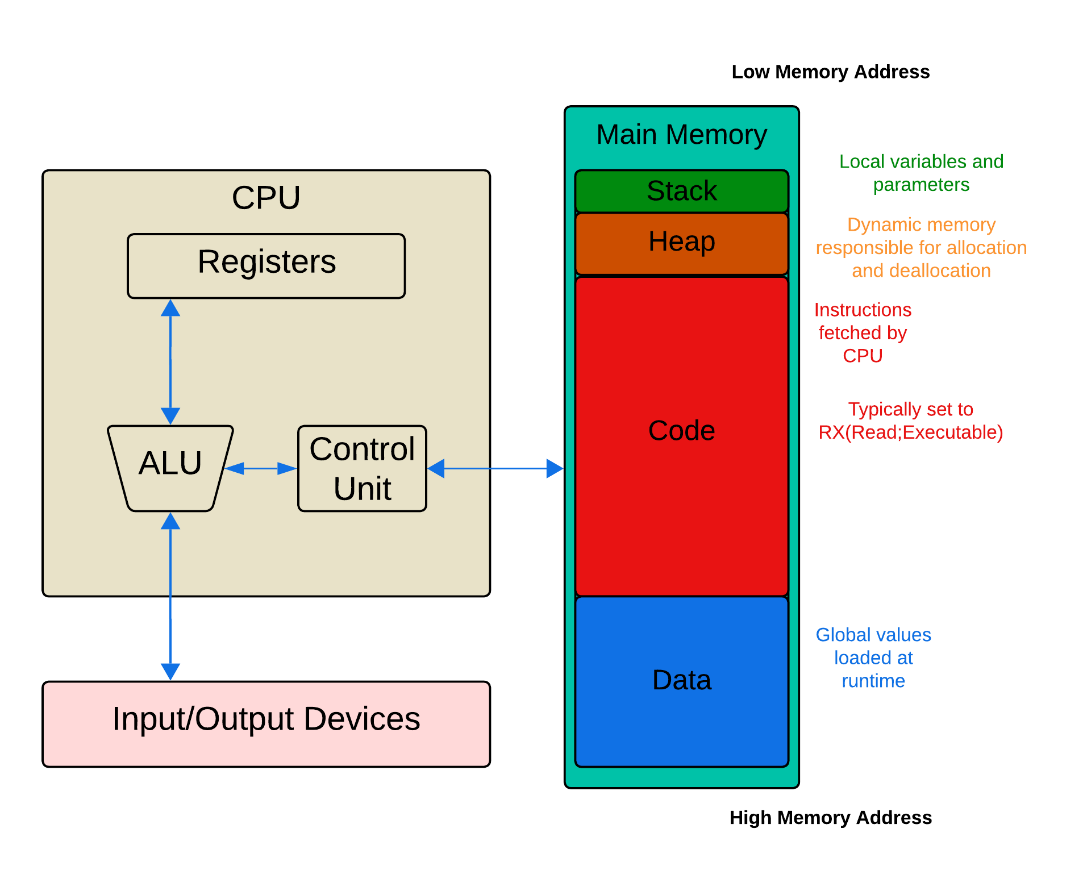 Low Memory Address
Main Memory
Stack
Local variables and
parameters
Heap
Dynamic memory
responsible for allocation
and deallocation
Code
Instructions
fetched by
CPU
Typically set to
RX(Read;Executable)
Data
Global values
loaded at
runtime
High Memory Address
CPU
Registers
ALU
Control
Unit
Input/Output Devices